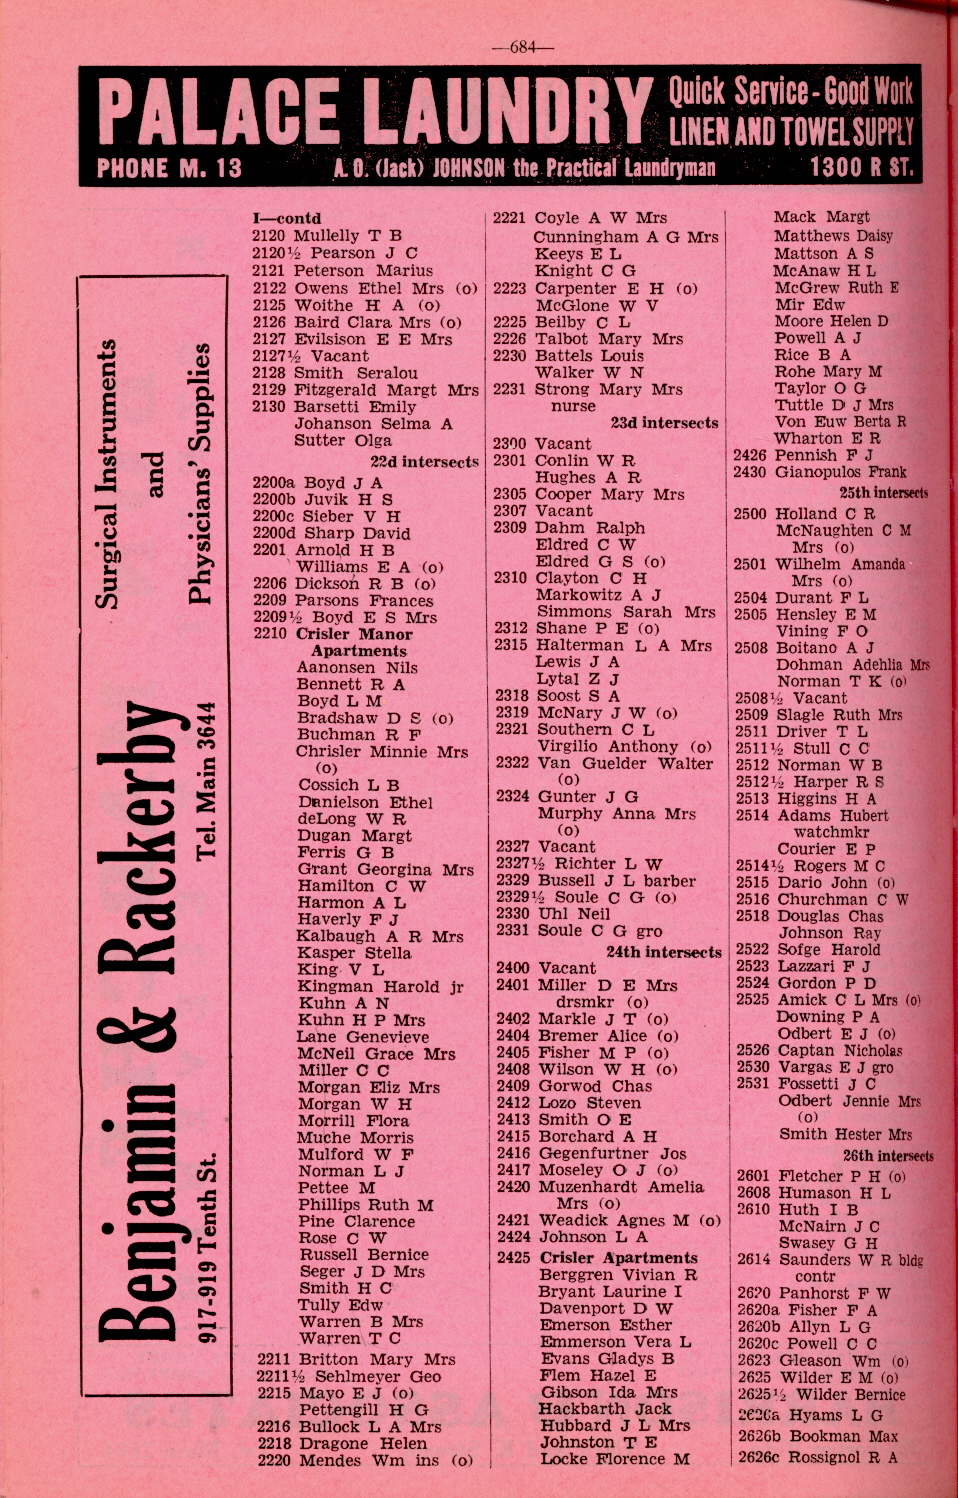 —684—
PALACE LAUNDRY
Quick Service - Good Work
LINEN AND TOWEL SUPPLY
PHONE M. 13
A. O. (Jack) JOHNSON the Practical Laundryman
1300 R ST.
Surgical Instruments
and
Physicians' Supplies
Benjamin & Rackerby
917-919 Tenth St.
Tel. Main 3644
I—contd
2120 Mullelly T B
2120½ Pearson J C
2121 Peterson Marius
2122 Owens Ethel Mrs (o)
2125 Woithe H A (o)
2126 Baird Clara Mrs (o)
2127 Evilsison E E Mrs
2127½ Vacant
2128 Smith Seralou
2129 Fitzgerald Margt Mrs
2130 Barsetti Emily
Johanson Selma A
Sutter Olga
22d intersects
2200a Boyd J A
2200b Juvik H S
2200c Sieber V H
2200d Sharp David
2201 Arnold H B
Williams E A (o)
2206 Dickson R B (o)
2209 Parsons Frances
2209½ Boyd E S Mrs
2210 Crisler Manor
Apartments
Aanonsen Nils
Bennett R A
Boyd L M
Bradshaw D S (o)
Buchman R F
Chrisler Minnie Mrs
(o)
Cossich L B
Danielson Ethel
deLong W R
Dugan Margt
Ferris G B
Grant Georgina Mrs
Hamilton C W
Harmon A L
Haverly F J
Kalbaugh A R Mrs
Kasper Stella
King V L
Kingman Harold jr
Kuhn A N
Kuhn H P Mrs
Lane Genevieve
McNeil Grace Mrs
Miller C C
Morgan Eliz Mrs
Morgan W H
Morrill Flora
Muche Morris
Mulford W F
Norman L J
Pettee M
Phillips Ruth M
Pine Clarence
Rose C W
Russell Bernice
Seger J D Mrs
Smith H C
Tully Edw
Warren B Mrs
Warren T C
2211 Britton Mary Mrs
2211½ Sehlmeyer Geo
2215 Mayo E J (o)
Pettengill H G
2216 Bullock L A Mrs
2218 Dragone Helen
2220 Mendes Wm ins (o)
2221 Coyle A W Mrs
Cunningham A G Mrs
Keeys E L
Knight C G
2223 Carpenter E H (o)
McGlone W V
2225 Beilby C L
2226 Talbot Mary Mrs
2230 Battels Louis
Walker W N
2231 Strong Mary Mrs
nurse
23d intersects
2300 Vacant
2301 Conlin W R
Hughes A R
2305 Cooper Mary Mrs
2307 Vacant
2309 Dahm Ralph
Eldred C W
Eldred G S (o)
2310 Clayton C H
Markowitz A J
Simmons Sarah Mrs
2312 Shane P E (o)
2315 Halterman L A Mrs
Lewis J A
Lytal Z J
2318 Soost S A
2319 McNary J W (o)
2321 Southern C L
Virgilio Anthony (o)
2322 Van Guelder Walter
(o)
2324 Gunter J G
Murphy Anna Mrs
(o)
2327 Vacant
2327½ Richter L W
2329 Bussell J L barber
2329½ Soule C G (o)
2330 Uhl Neil
2331 Soule C G gro
24th intersects
2400 Vacant
2401 Miller D E Mrs
drsmkr (o)
2402 Markle J T (o)
2404 Bremer Alice (o)
2405 Fisher M P (o)
2408 Wilson W H (o)
2409 Gorwod Chas
2412 Lozo Steven
2413 Smith O E
2415 Borchard A H
2416 Gegenfurtner Jos
2417 Moseley O J (o)
2420 Muzenhardt Amelia
Mrs (o)
2421 Weadick Agnes M (o)
2424 Johnson L A
2425 Crisler Apartments
Berggren Vivian R
Bryant Laurine I
Davenport D W
Emerson Esther
Emmerson Vera L
Evans Gladys B
Flem Hazel E
Gibson Ida Mrs
Hackbarth Jack
Hubbard J L Mrs
Johnston T E
Locke Florence M
Mack Margt
Matthews Daisy
Mattson A S
McAnaw H L
McGrew Ruth E
Mir Edw
Moore Helen D
Powell A J
Rice B A
Rohe Mary M
Taylor O G
Tuttle D J Mrs
Von Euw Berta R
Wharton E R
2426 Pennish F J
2430 Gianopulos Frank
25th intersects
2500 Holland C R
McNaughten C M
Mrs (o)
2501 Wilhelm Amanda
Mrs (o)
2504 Durant F L
2505 Hensley E M
Vining F O
2508 Boitano A J
Dohman Adehlia Mrs
Norman T K (o)
2508½ Vacant
2509 Slagle Ruth Mrs
2511 Driver T L
2511½ Stull C C
2512 Norman W B
2512½ Harper R S
2513 Higgins H A
2514 Adams Hubert
watchmkr
Courier E P
2514½ Rogers M C
2515 Dario John (o)
2516 Churchman C W
2518 Douglas Chas
Johnson Ray
2522 Sofge Harold
2523 Lazzari F J
2524 Gordon P D
2525 Amick C L Mrs (o)
Downing P A
Odbert E J (o)
2526 Captan Nicholas
2530 Vargas E J gro
2531 Fossetti J C
Odbert Jennie Mrs
(o)
Smith Hester Mrs
26th intersects
2601 Fletcher P H (o)
2608 Humason H L
2610 Huth I B
McNairn J C
Swasey G H
2614 Saunders W R bldg
contr
2620 Panhorst F W
2620a Fisher F A
2620b Allyn L G
2620c Powell C C
2623 Gleason Wm (o)
2625 Wilder E M (o)
2625½ Wilder Bernice
2626a Hyams L G
2626b Bookman Max
2626c Rossignol R A